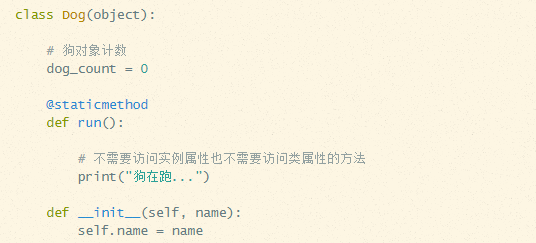 class Dog(object):
# 狗对象计数
dog_count = 0
@staticmethod
def run():
# 不需要访问实例属性也不需要访问类属性的方法
print("狗在跑...")
def __init__(self, name):
self.name = name